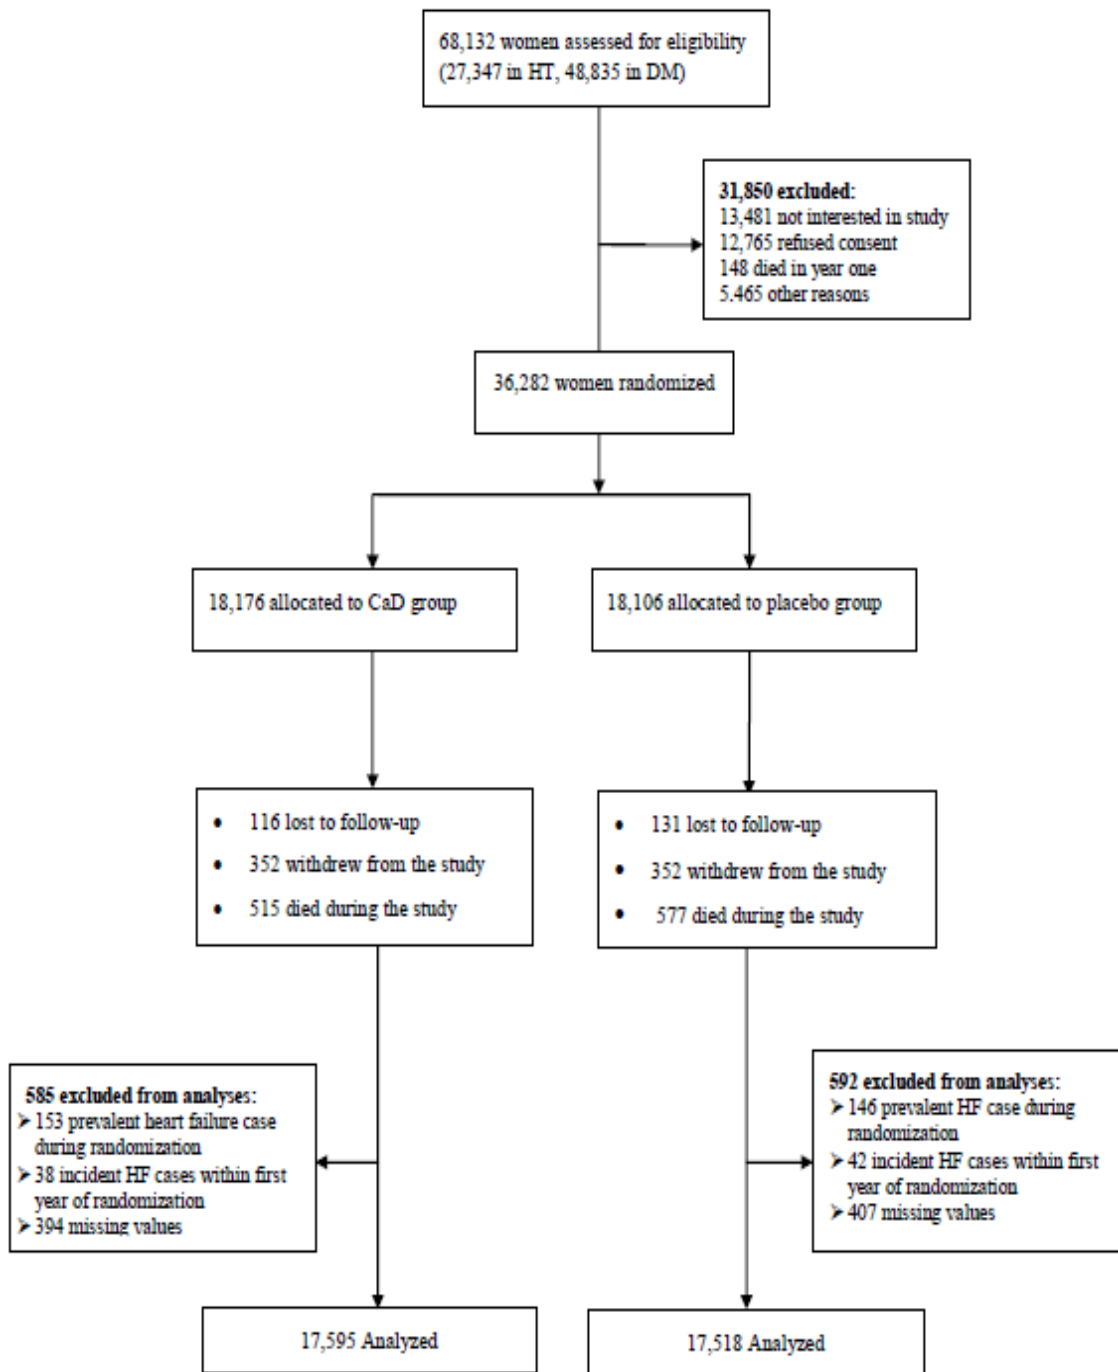 68,132 women assessed for eligibility
(27,347 in HT, 48,835 in DM)
31,850 excluded:
13,481 not interested in study
12,765 refused consent
148 died in year one
5.465 other reasons
36,282 women randomized
18,176 allocated to CaD group
18,106 allocated to placebo group
• 116 lost to follow-up
• 352 withdrew from the study
• 515 died during the study
• 131 lost to follow-up
• 352 withdrew from the study
• 577 died during the study
585 excluded from analyses:
➢ 153 prevalent heart failure case
during randomization
➢ 38 incident HF cases within first
year of randomization
➢ 394 missing values
592 excluded from analyses:
➢ 146 prevalent HF case during
randomization
➢ 42 incident HF cases within first
year of randomization
➢ 407 missing values
17,595 Analyzed
17,518 Analyzed